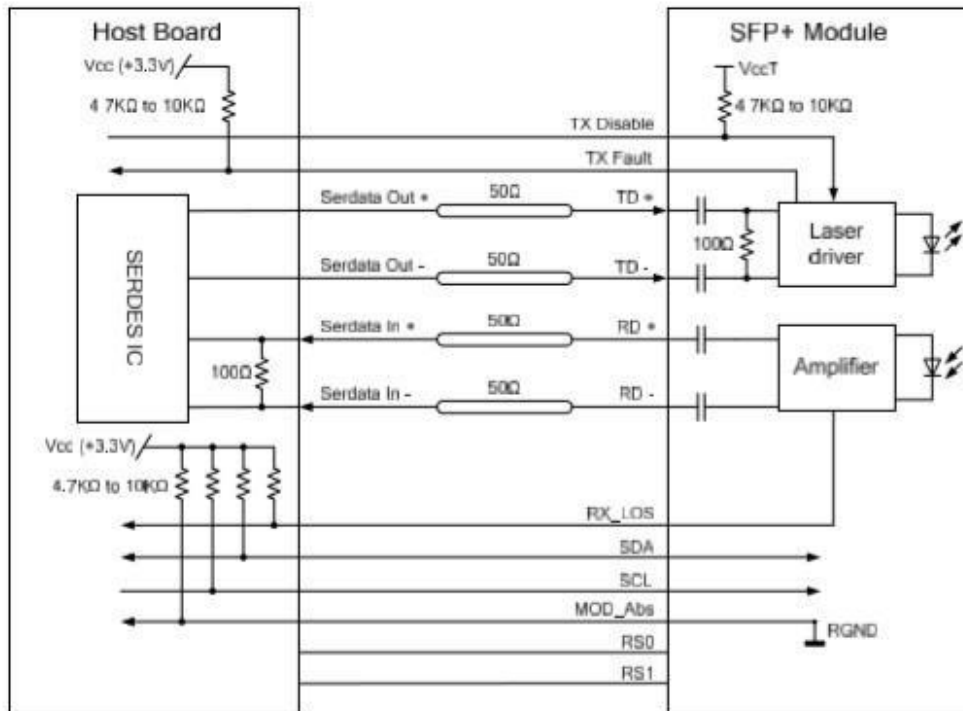 Host Board
SFP+ Module
Vcc (+3.3V)
VccT
4 7KΩ to 10KΩ
4 7KΩ to 10KΩ
TX Disable
TX Fault
Serdata Out +
50Ω
TD +
100Ω
Laser
driver
SERDES IC
Serdata Out -
50Ω
TD -
Serdata In +
50Ω
RD +
100Ω
Amplifier
Serdata In -
50Ω
RD -
Vcc (+3.3V)
4.7KΩ to 10KΩ
RX_LOS
SDA
SCL
MOD_Abs
RGND
RS0
RS1